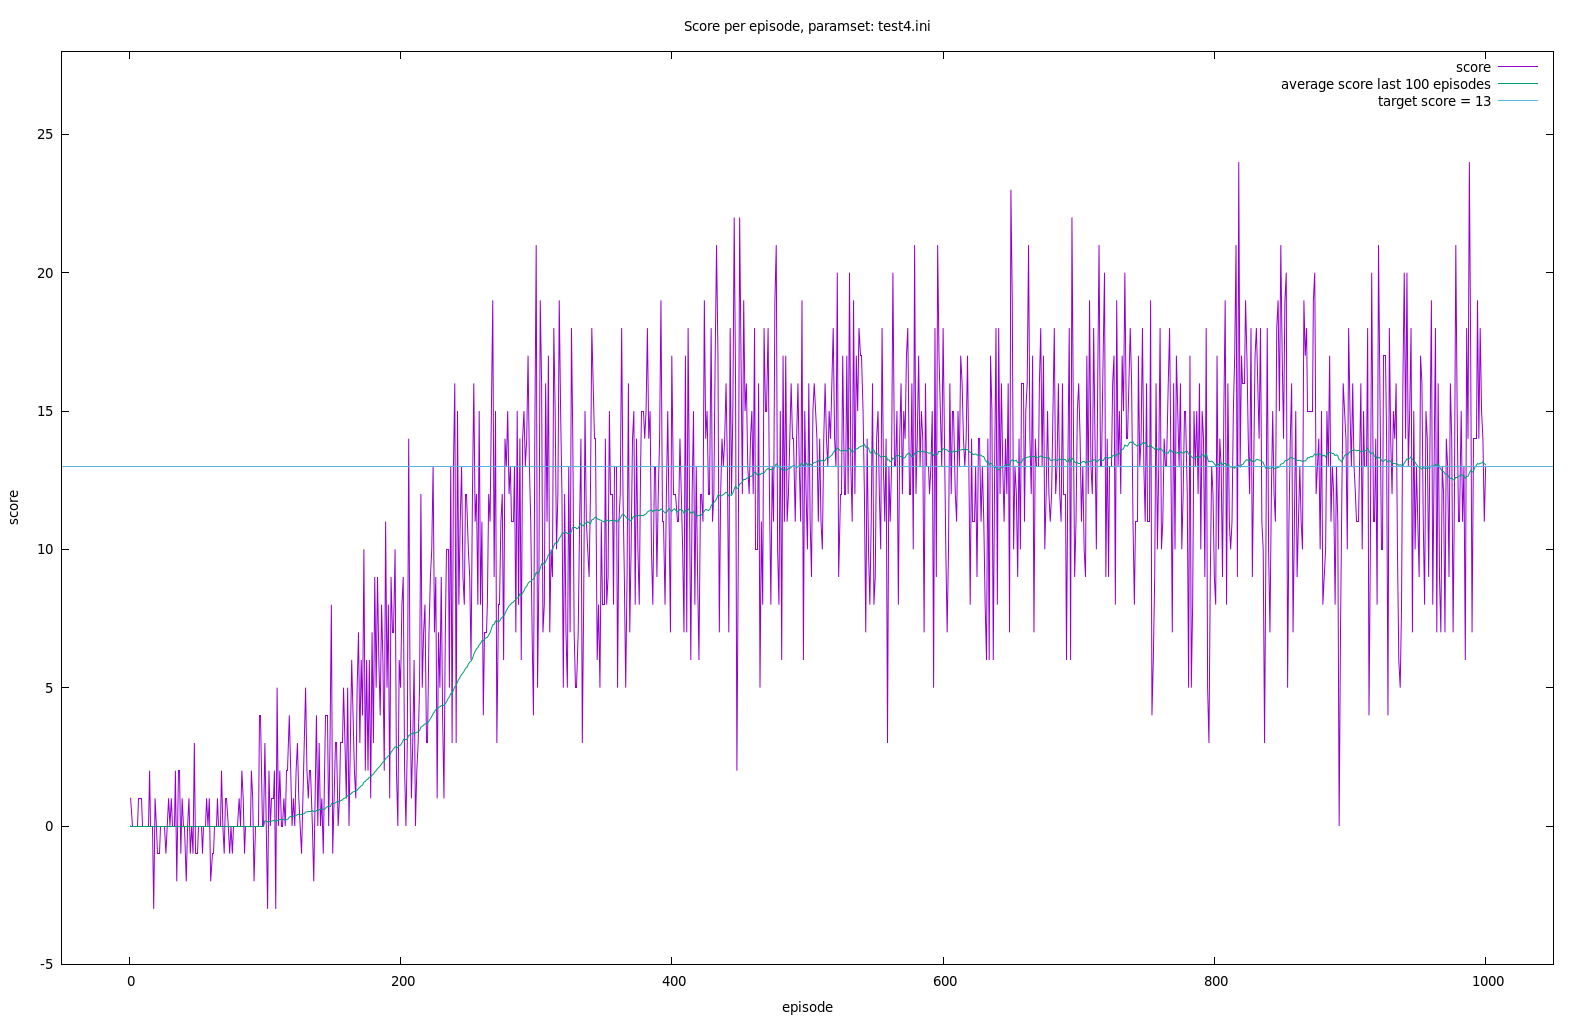 Score per episode, paramset: test4.ini
score
average score last 100 episodes
target score = 13
25
20
15
10
5
0
-5
score
0
200
400
600
800
1000
episode